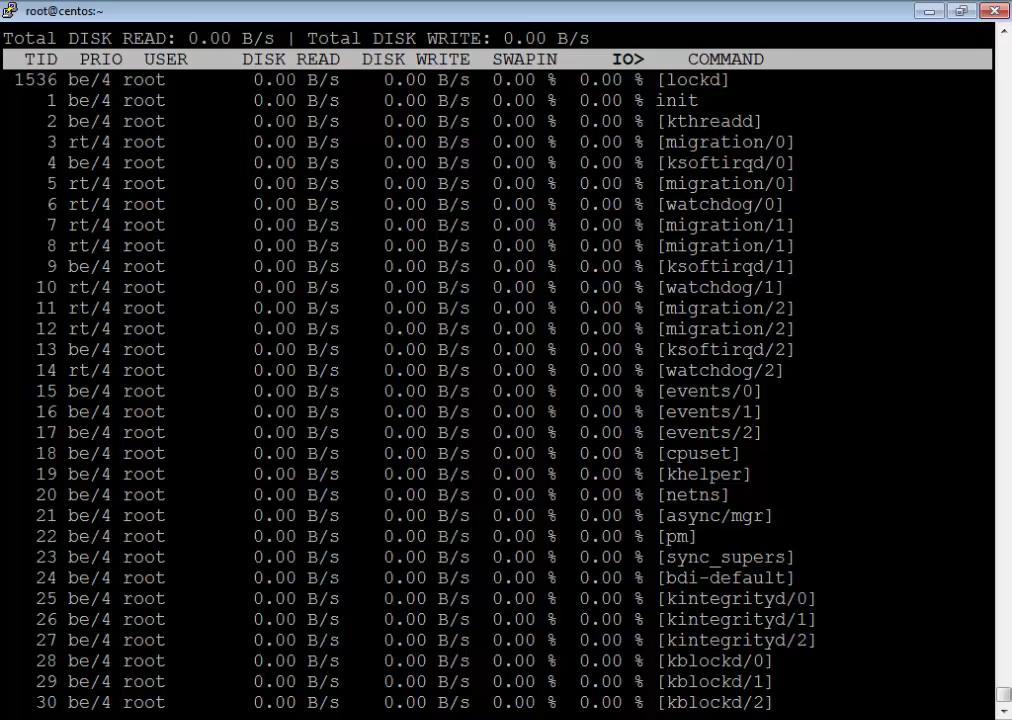 root@centos:~
Total DISK READ: 0.00 B/s | Total DISK WRITE: 0.00 B/s
TID PRIO USER DISK READ DISK WRITE SWAPIN IO> COMMAND
1536 be/4 root 0.00 B/s 0.00 B/s 0.00 % 0.00 % [lockd]
1 be/4 root 0.00 B/s 0.00 B/s 0.00 % 0.00 % init
2 be/4 root 0.00 B/s 0.00 B/s 0.00 % 0.00 % [kthreadd]
3 rt/4 root 0.00 B/s 0.00 B/s 0.00 % 0.00 % [migration/0]
4 be/4 root 0.00 B/s 0.00 B/s 0.00 % 0.00 % [ksoftirqd/0]
5 rt/4 root 0.00 B/s 0.00 B/s 0.00 % 0.00 % [migration/0]
6 rt/4 root 0.00 B/s 0.00 B/s 0.00 % 0.00 % [watchdog/0]
7 rt/4 root 0.00 B/s 0.00 B/s 0.00 % 0.00 % [migration/1]
8 rt/4 root 0.00 B/s 0.00 B/s 0.00 % 0.00 % [migration/1]
9 be/4 root 0.00 B/s 0.00 B/s 0.00 % 0.00 % [ksoftirqd/1]
10 rt/4 root 0.00 B/s 0.00 B/s 0.00 % 0.00 % [watchdog/1]
11 rt/4 root 0.00 B/s 0.00 B/s 0.00 % 0.00 % [migration/2]
12 rt/4 root 0.00 B/s 0.00 B/s 0.00 % 0.00 % [migration/2]
13 be/4 root 0.00 B/s 0.00 B/s 0.00 % 0.00 % [ksoftirqd/2]
14 rt/4 root 0.00 B/s 0.00 B/s 0.00 % 0.00 % [watchdog/2]
15 be/4 root 0.00 B/s 0.00 B/s 0.00 % 0.00 % [events/0]
16 be/4 root 0.00 B/s 0.00 B/s 0.00 % 0.00 % [events/1]
17 be/4 root 0.00 B/s 0.00 B/s 0.00 % 0.00 % [events/2]
18 be/4 root 0.00 B/s 0.00 B/s 0.00 % 0.00 % [cpuset]
19 be/4 root 0.00 B/s 0.00 B/s 0.00 % 0.00 % [khelper]
20 be/4 root 0.00 B/s 0.00 B/s 0.00 % 0.00 % [netns]
21 be/4 root 0.00 B/s 0.00 B/s 0.00 % 0.00 % [async/mgr]
22 be/4 root 0.00 B/s 0.00 B/s 0.00 % 0.00 % [pm]
23 be/4 root 0.00 B/s 0.00 B/s 0.00 % 0.00 % [sync_supers]
24 be/4 root 0.00 B/s 0.00 B/s 0.00 % 0.00 % [bdi-default]
25 be/4 root 0.00 B/s 0.00 B/s 0.00 % 0.00 % [kintegrityd/0]
26 be/4 root 0.00 B/s 0.00 B/s 0.00 % 0.00 % [kintegrityd/1]
27 be/4 root 0.00 B/s 0.00 B/s 0.00 % 0.00 % [kintegrityd/2]
28 be/4 root 0.00 B/s 0.00 B/s 0.00 % 0.00 % [kblockd/0]
29 be/4 root 0.00 B/s 0.00 B/s 0.00 % 0.00 % [kblockd/1]
30 be/4 root 0.00 B/s 0.00 B/s 0.00 % 0.00 % [kblockd/2]